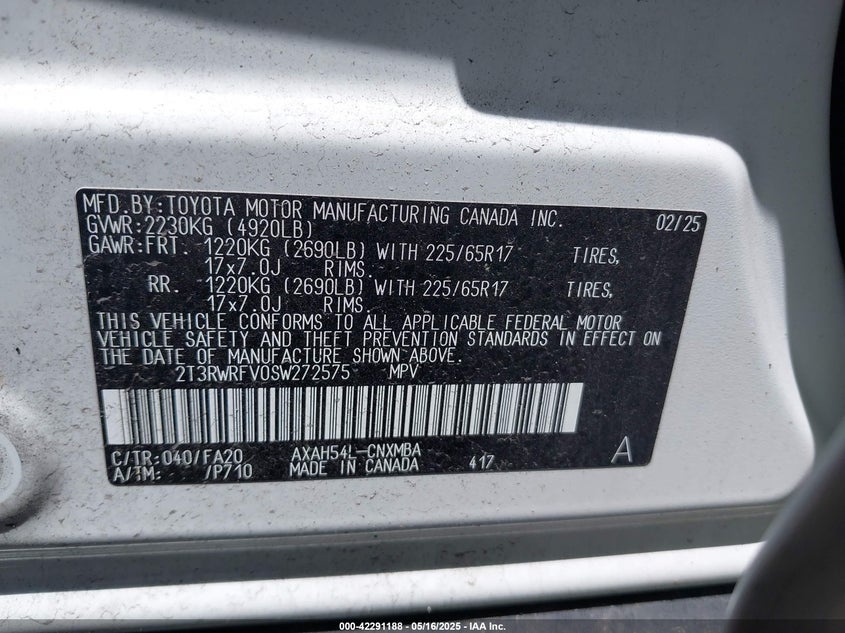 MFD.BY:TOYOTA MOTOR MANUFACTURING CANADA INC. 02/25
GVWR:2230KG (4920LB)
GAWR:FRT. 1220KG (2690LB) WITH 225/65R17 TIRES,
17x7.0J RIMS.
RR. 1220KG (2690LB) WITH 225/65R17 TIRES,
17x7.0J RIMS.
THIS VEHICLE CONFORMS TO ALL APPLICABLE FEDERAL MOTOR
VEHICLE SAFETY AND THEFT PREVENTION STANDARDS IN EFFECT ON
THE DATE OF MANUFACTURE SHOWN ABOVE.
2T3RWRFV0SW272575 MPV
C/TR:040/FA20 AXAH54L-CNXMBA
A/TM: /P710 MADE IN CANADA 417 A
000-42291188 - 05/16/2025 - IAA Inc.